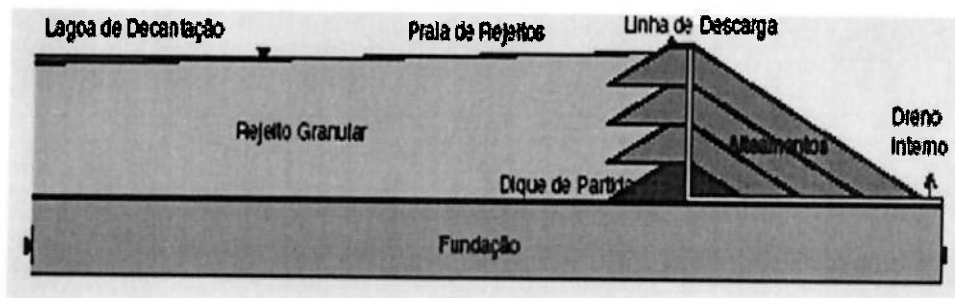 Lagoa de Decantação
Praia de Rejeitos
Linha de Descarga
Rejeito Granular
Alteamentos
Dreno
Interno
Dique de Partida
Fundação